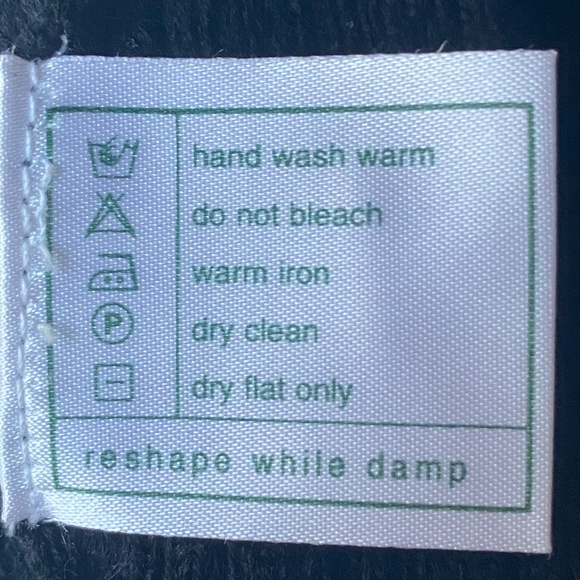 hand wash warm
do not bleach
warm iron
P dry clean
dry flat only
reshape while damp